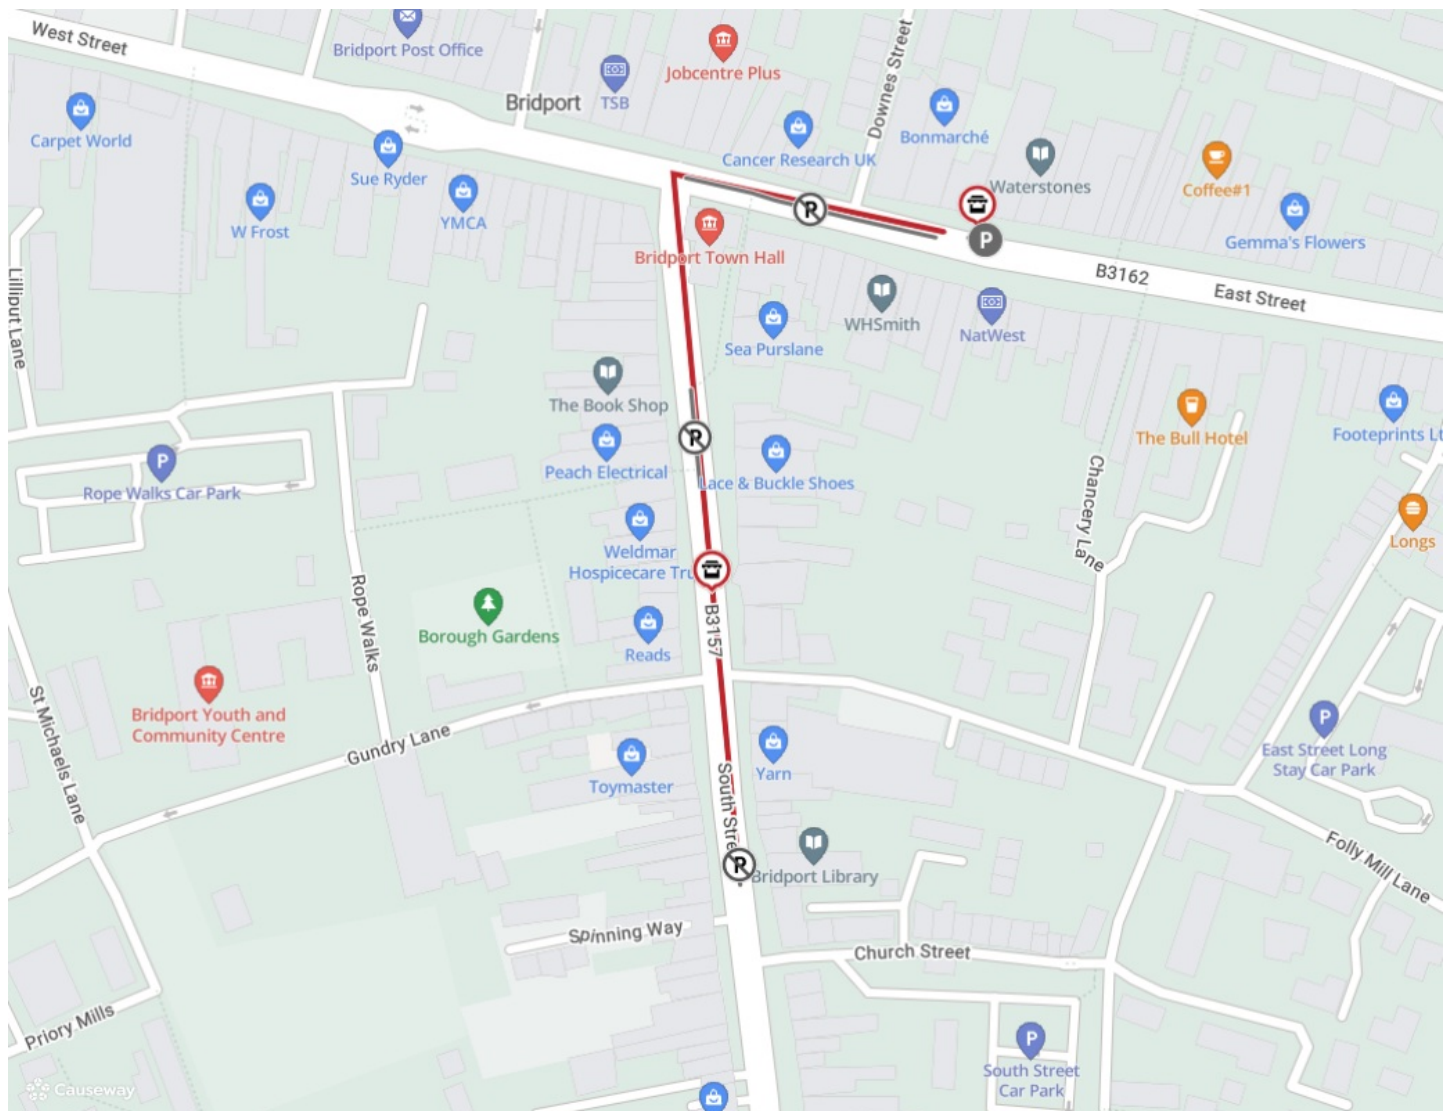 West Street
Bridport Post Office
Jobcentre Plus
TSB
Bridport
Downes Street
Carpet World
Sue Ryder
Cancer Research UK
Bonmarché
Waterstones
Coffee#1
W Frost
YMCA
Bridport Town Hall
P
P
Gemma's Flowers
B3162
East Street
Lilliput Lane
WHSmith
NatWest
Sea Purslane
The Book Shop
The Bull Hotel
Footeprints Lt
P
P
Peach Electrical
Rope Walks Car Park
Lace & Buckle Shoes
Chancery Lane
Longs
Weldmar
Hospicecare Tru
Rope Walks
Borough Gardens
B3157
Reads
Bridport Youth and
Community Centre
St Michaels Lane
Gundry Lane
P
East Street Long
Stay Car Park
Yarn
Toymaster
South Stre
P
Bridport Library
Folly Mill Lane
Spinning Way
Church Street
Priory Mills
P
South Street
Car Park
Causeway